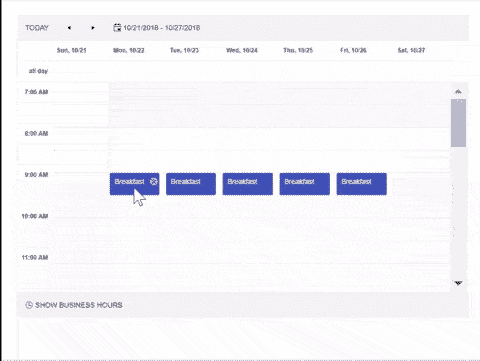 TODAY 10/21/2018 - 10/27/2018
Sun, 10/21 Mon, 10/22 Tue, 10/23 Wed, 10/24 Thu, 10/25 Fri, 10/26 Sat, 10/27
all day
7:00 AM
8:00 AM
9:00 AM
Breakfast Breakfast Breakfast Breakfast Breakfast
10:00 AM
11:00 AM
SHOW BUSINESS HOURS